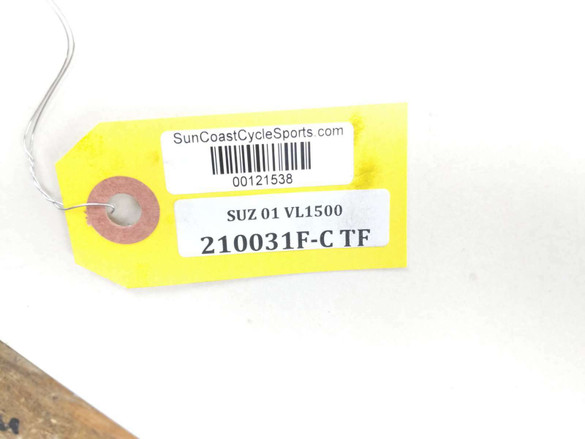 SunCoastCycleSports.com
00121538
SUZ 01 VL1500
210031F-C TF